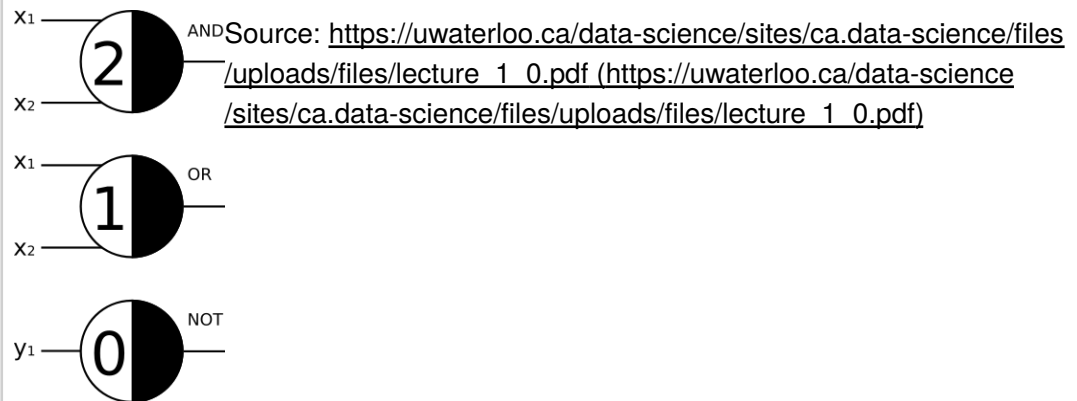 x₁
2
AND
x₂
Source: https://uwaterloo.ca/data-science/sites/ca.data-science/files
/uploads/files/lecture_1_0.pdf (https://uwaterloo.ca/data-science
/sites/ca.data-science/files/uploads/files/lecture_1_0.pdf)
x₁
1
OR
x₂
y₁
0
NOT